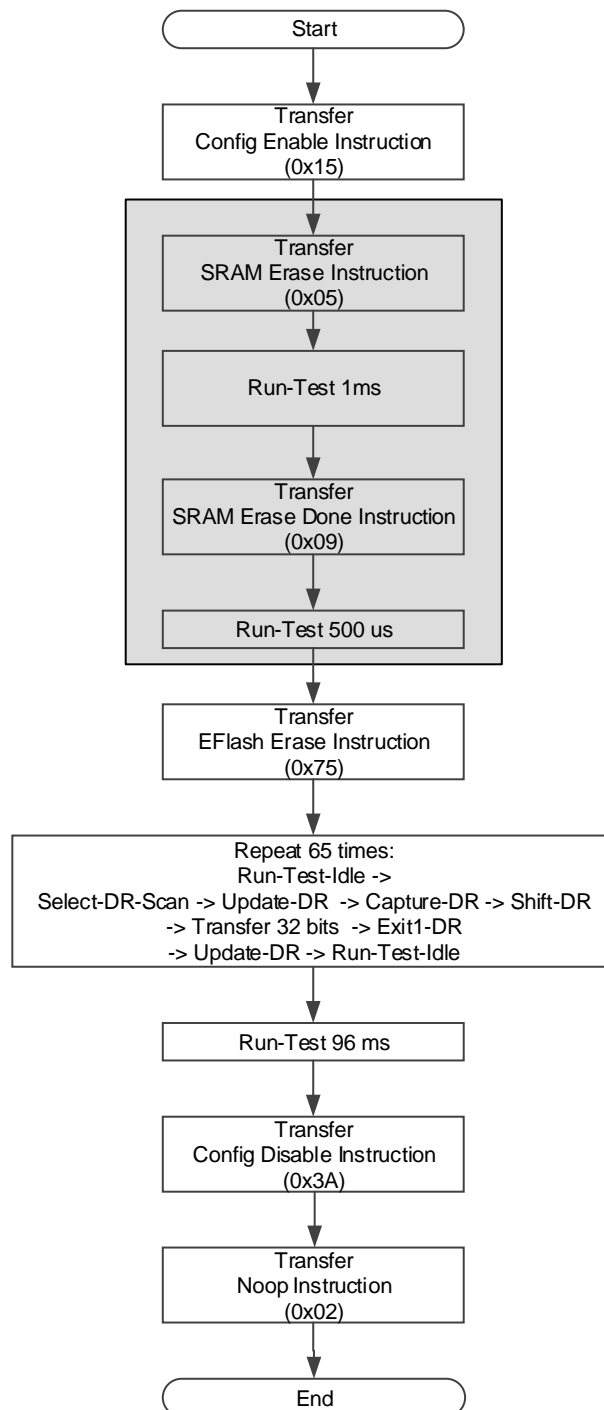 Start
Transfer
Config Enable Instruction
(0x15)
Transfer
SRAM Erase Instruction
(0x05)
Run-Test 1ms
Transfer
SRAM Erase Done Instruction
(0x09)
Run-Test 500 us
Transfer
EFlash Erase Instruction
(0x75)
Repeat 65 times:
Run-Test-Idle ->
Select-DR-Scan -> Update-DR -> Capture-DR -> Shift-DR
-> Transfer 32 bits -> Exit1-DR
-> Update-DR -> Run-Test-Idle
Run-Test 96 ms
Transfer
Config Disable Instruction
(0x3A)
Transfer
Noop Instruction
(0x02)
End